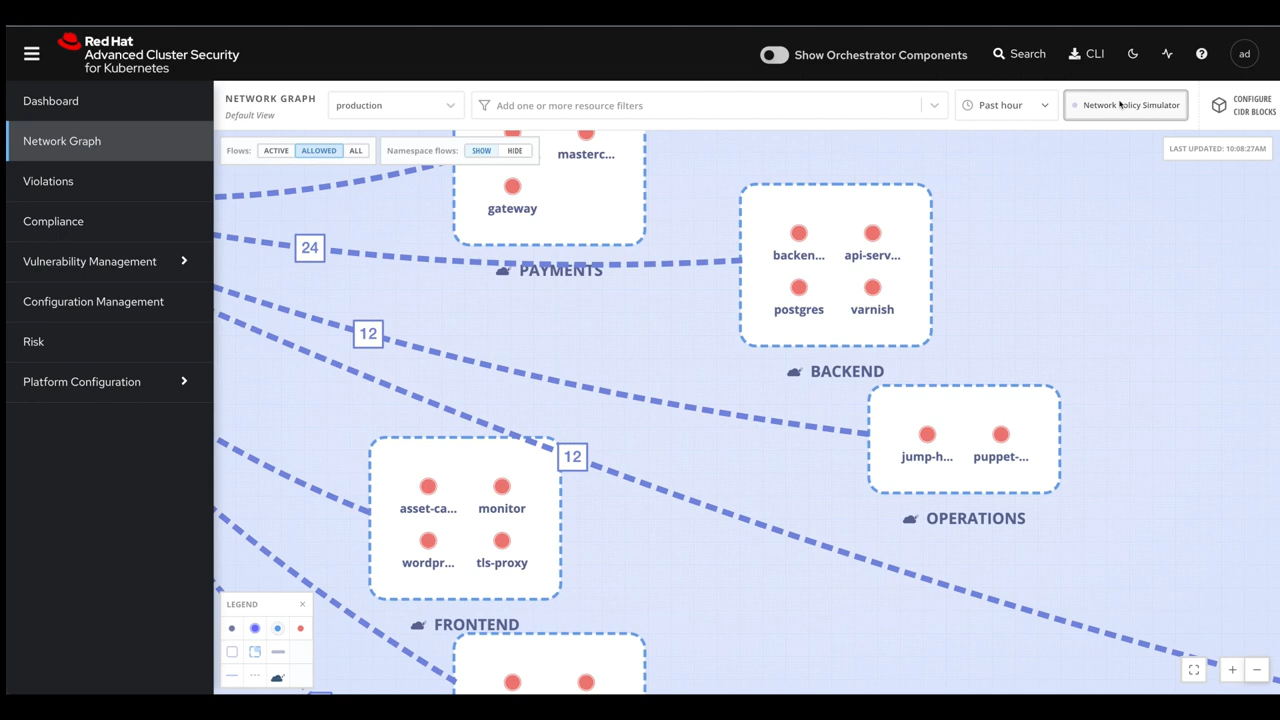 Red Hat
Advanced Cluster Security
for Kubernetes
Show Orchestrator Components
Search
CLI
ad
Dashboard
Network Graph
Violations
Compliance
Vulnerability Management
Configuration Management
Risk
Platform Configuration
NETWORK GRAPH
Default View
production
Add one or more resource filters
Past hour
Network Policy Simulator
CONFIGURE
CIDR BLOCKS
Flows:
ACTIVE
ALLOWED
ALL
Namespace flows:
SHOW
HIDE
LAST UPDATED: 10:08:27AM
masterc...
gateway
PAYMENTS
24
backen...
api-serv...
postgres
varnish
BACKEND
12
jump-h...
puppet-...
OPERATIONS
12
asset-ca...
monitor
wordpr...
tls-proxy
FRONTEND
LEGEND